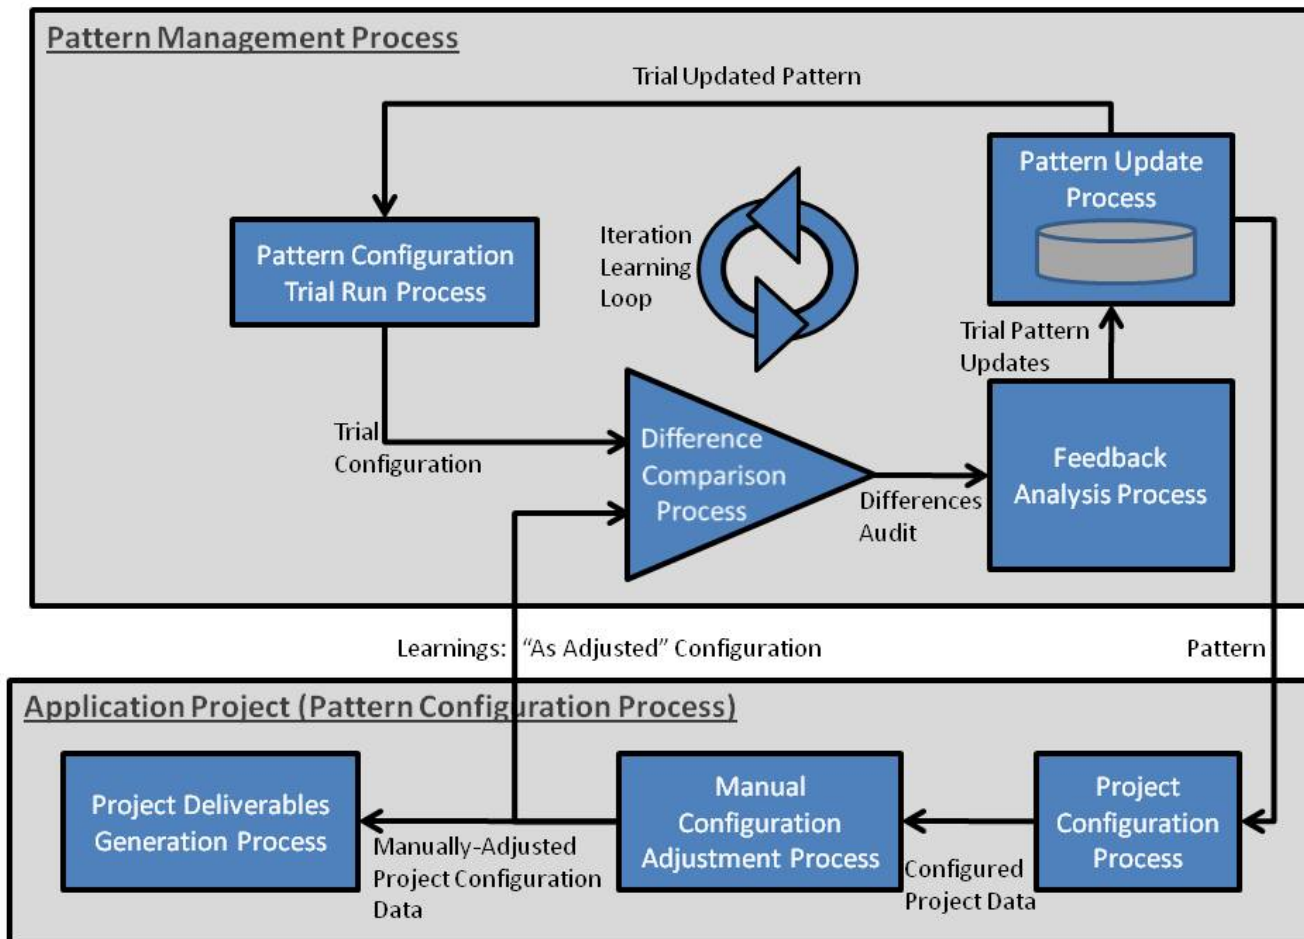 Pattern Management Process
Trial Updated Pattern
Pattern Update
Process
Pattern Configuration
Trial Run Process
Iteration
Learning
Loop
Trial Pattern
Updates
Trial
Configuration
Difference
Comparison
Process
Differences
Audit
Feedback
Analysis Process
Learnings: “As Adjusted” Configuration
Pattern
Application Project (Pattern Configuration Process)
Project Deliverables
Generation Process
Manually-Adjusted
Project Configuration
Data
Manual
Configuration
Adjustment Process
Configured
Project Data
Project
Configuration
Process